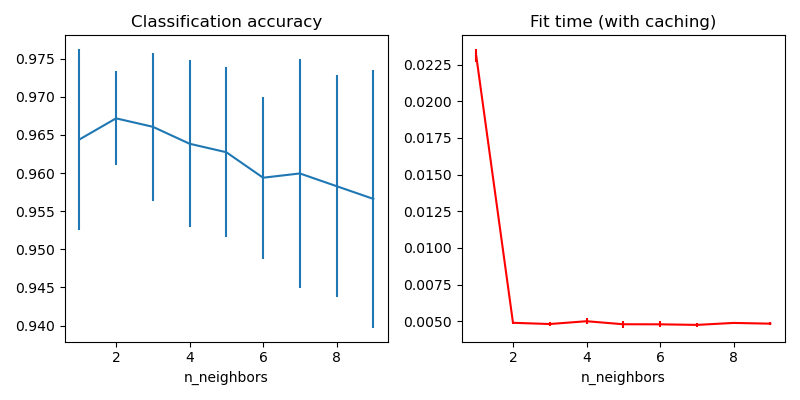 Classification accuracy
0.975
0.970
0.965
0.960
0.955
0.950
0.945
0.940
2 4 6 8
n_neighbors
Fit time (with caching)
0.0225
0.0200
0.0175
0.0150
0.0125
0.0100
0.0075
0.0050
2 4 6 8
n_neighbors